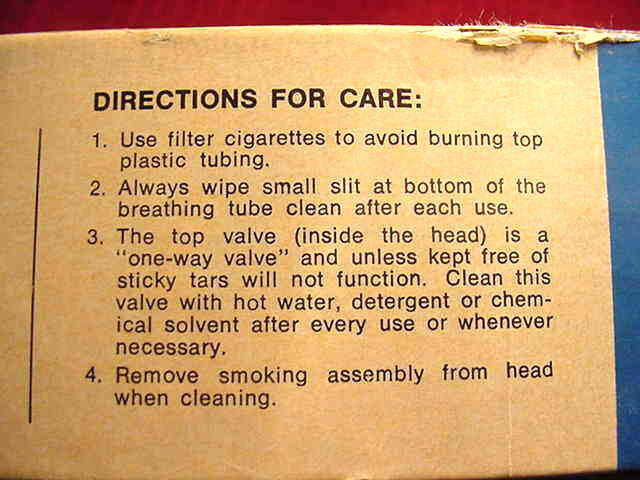 DIRECTIONS FOR CARE:
1. Use filter cigarettes to avoid burning top
plastic tubing.
2. Always wipe small slit at bottom of the
breathing tube clean after each use.
3. The top valve (inside the head) is a
"one-way valve" and unless kept free of
sticky tars will not function. Clean this
valve with hot water, detergent or chem-
ical solvent after every use or whenever
necessary.
4. Remove smoking assembly from head
when cleaning.